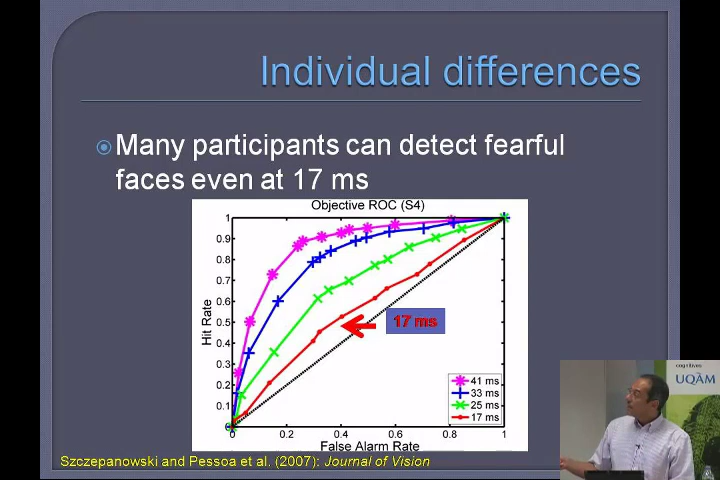 Individual differences
Many participants can detect fearful
faces even at 17 ms
Objective ROC (S4)
1
0.9
0.8
0.7
0.6
0.5
0.4
0.3
0.2
0.1
0
Hit Rate
17 ms
41 ms
33 ms
25 ms
17 ms
0 0.2 0.4 0.6 0.8 1
False Alarm Rate
Szczepanowski and Pessoa et al. (2007): Journal of Vision
cognitives
UQÀM